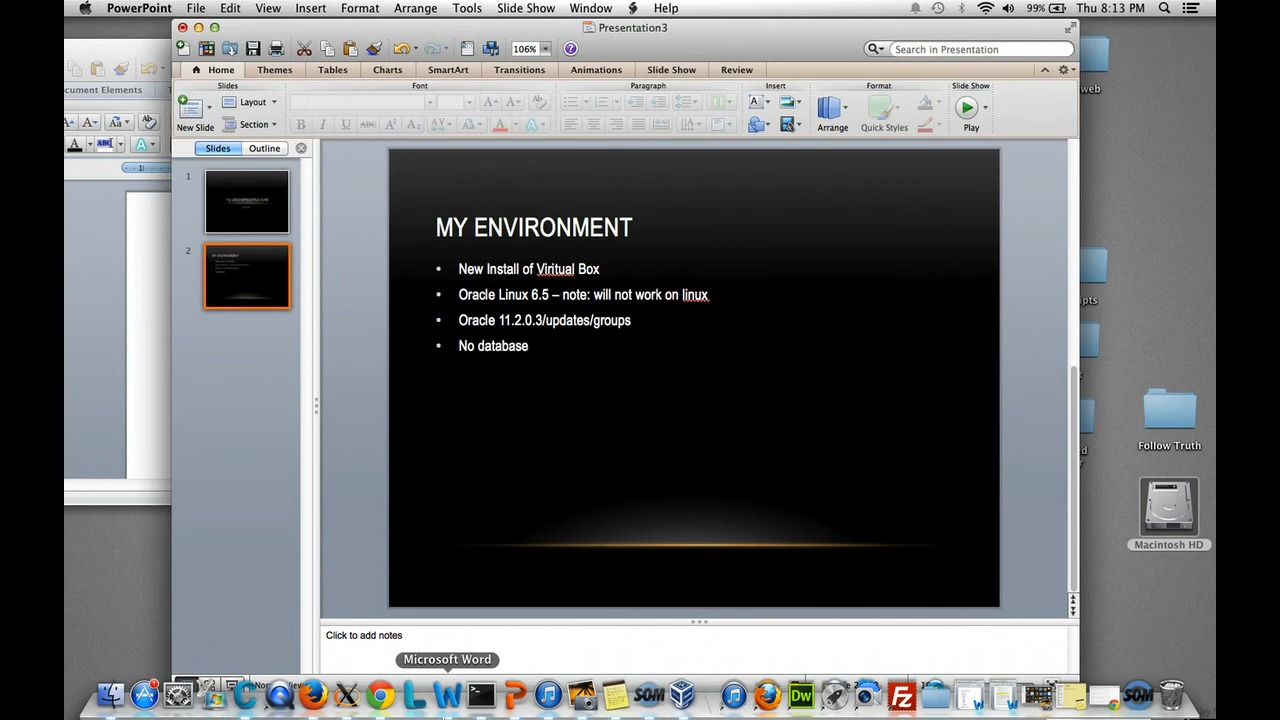 PowerPoint File Edit View Insert Format Arrange Tools Slide Show Window Help 99% Thu 8:13 PM
Presentation3
106% Search in Presentation
Home Themes Tables Charts SmartArt Transitions Animations Slide Show Review
ocument Elements
Slides Font Paragraph Insert Format Slide Show
Layout
Section
New Slide
Arrange Quick Styles Play
Slides Outline
1
2
MY ENVIRONMENT
• New Install of Viritual Box
• Oracle Linux 6.5 – note: will not work on linux
• Oracle 11.2.0.3/updates/groups
• No database
Click to add notes
Microsoft Word
web
ipts
Follow Truth
Macintosh HD